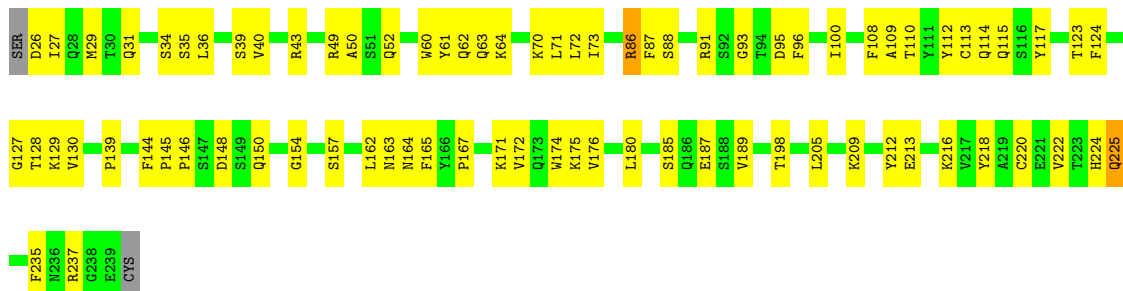 SER D26 I27 Q28 M29 T30 Q31 S34 S35 L36 S39 V40 R43 R49 A50 S51 Q52 W60 Y61 Q62 Q63 K64 K70 L71 L72 I73 R86 F87 S88 R91 S92 G93 T94 D95 F96 I100 F108 A109 T110 Y111 Y112 C113 Q114 Q115 S116 Y117 T123 F124
G127 T128 K129 V130 P139 F144 P145 P146 S147 D148 S149 Q150 G154 S157 L162 N163 N164 F165 Y166 P167 K171 V172 Q173 W174 K175 V176 L180 S185 Q186 E187 S188 V189 T198 L205 K209 Y212 E213 K216 V217 Y218 A219 C220 E221 V222 T223 H224 Q225
F235 N236 R237 G238 E239 CYS